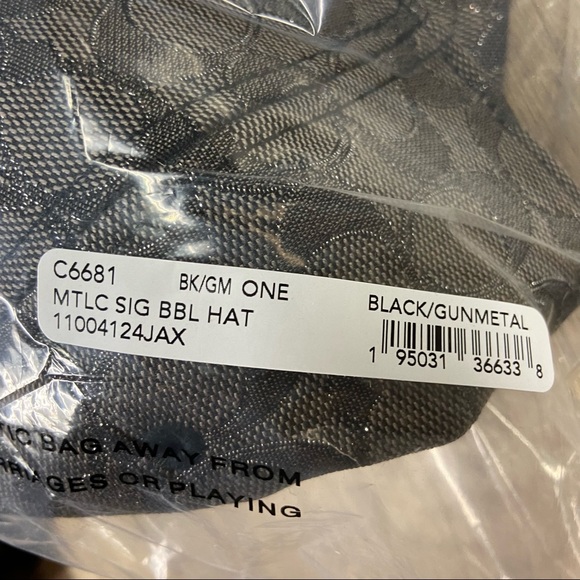 C6681 BK/GM ONE BLACK/GUNMETAL
MTLC SIG BBL HAT
11004124JAX
1 95031 36633 8
BAG AWAY FROM
OR PLAYING